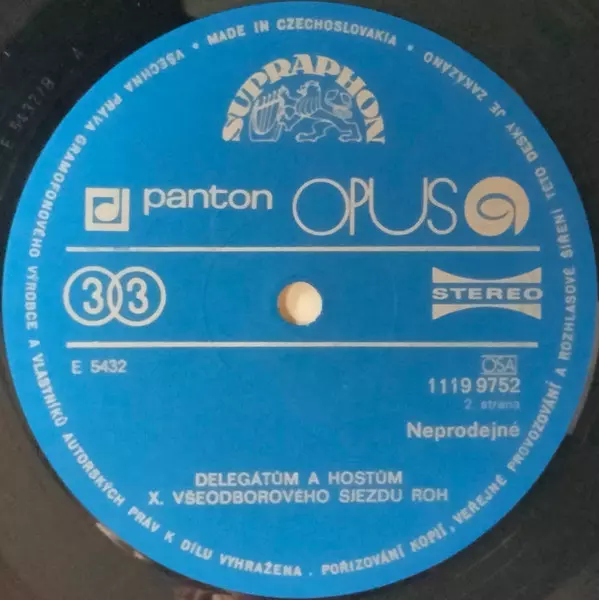 VŠECHNA PRÁVA GRAMOFONOVÉHO VÝROBCE A VLASTNÍKŮ AUTORSKÝCH PRÁV K DÍLU VYHRAŽENA. POŘIZOVÁNÍ KOPIÍ, VEŘEJNÉ PROVOZOVÁNÍ A ROZHLASOVÉ ŠÍŘENÍ TÉTO DESKY JE ZAKÁZÁNO
• MADE IN CZECHOSLOVAKIA •
SUPRAPHON
panton OPUS
33 STEREO
E 5432
OSA
1119 9752
2. strana
Neprodejné
DELEGÁTŮM A HOSTŮM
X. VŠEODBOROVÉHO SJEZDU ROH